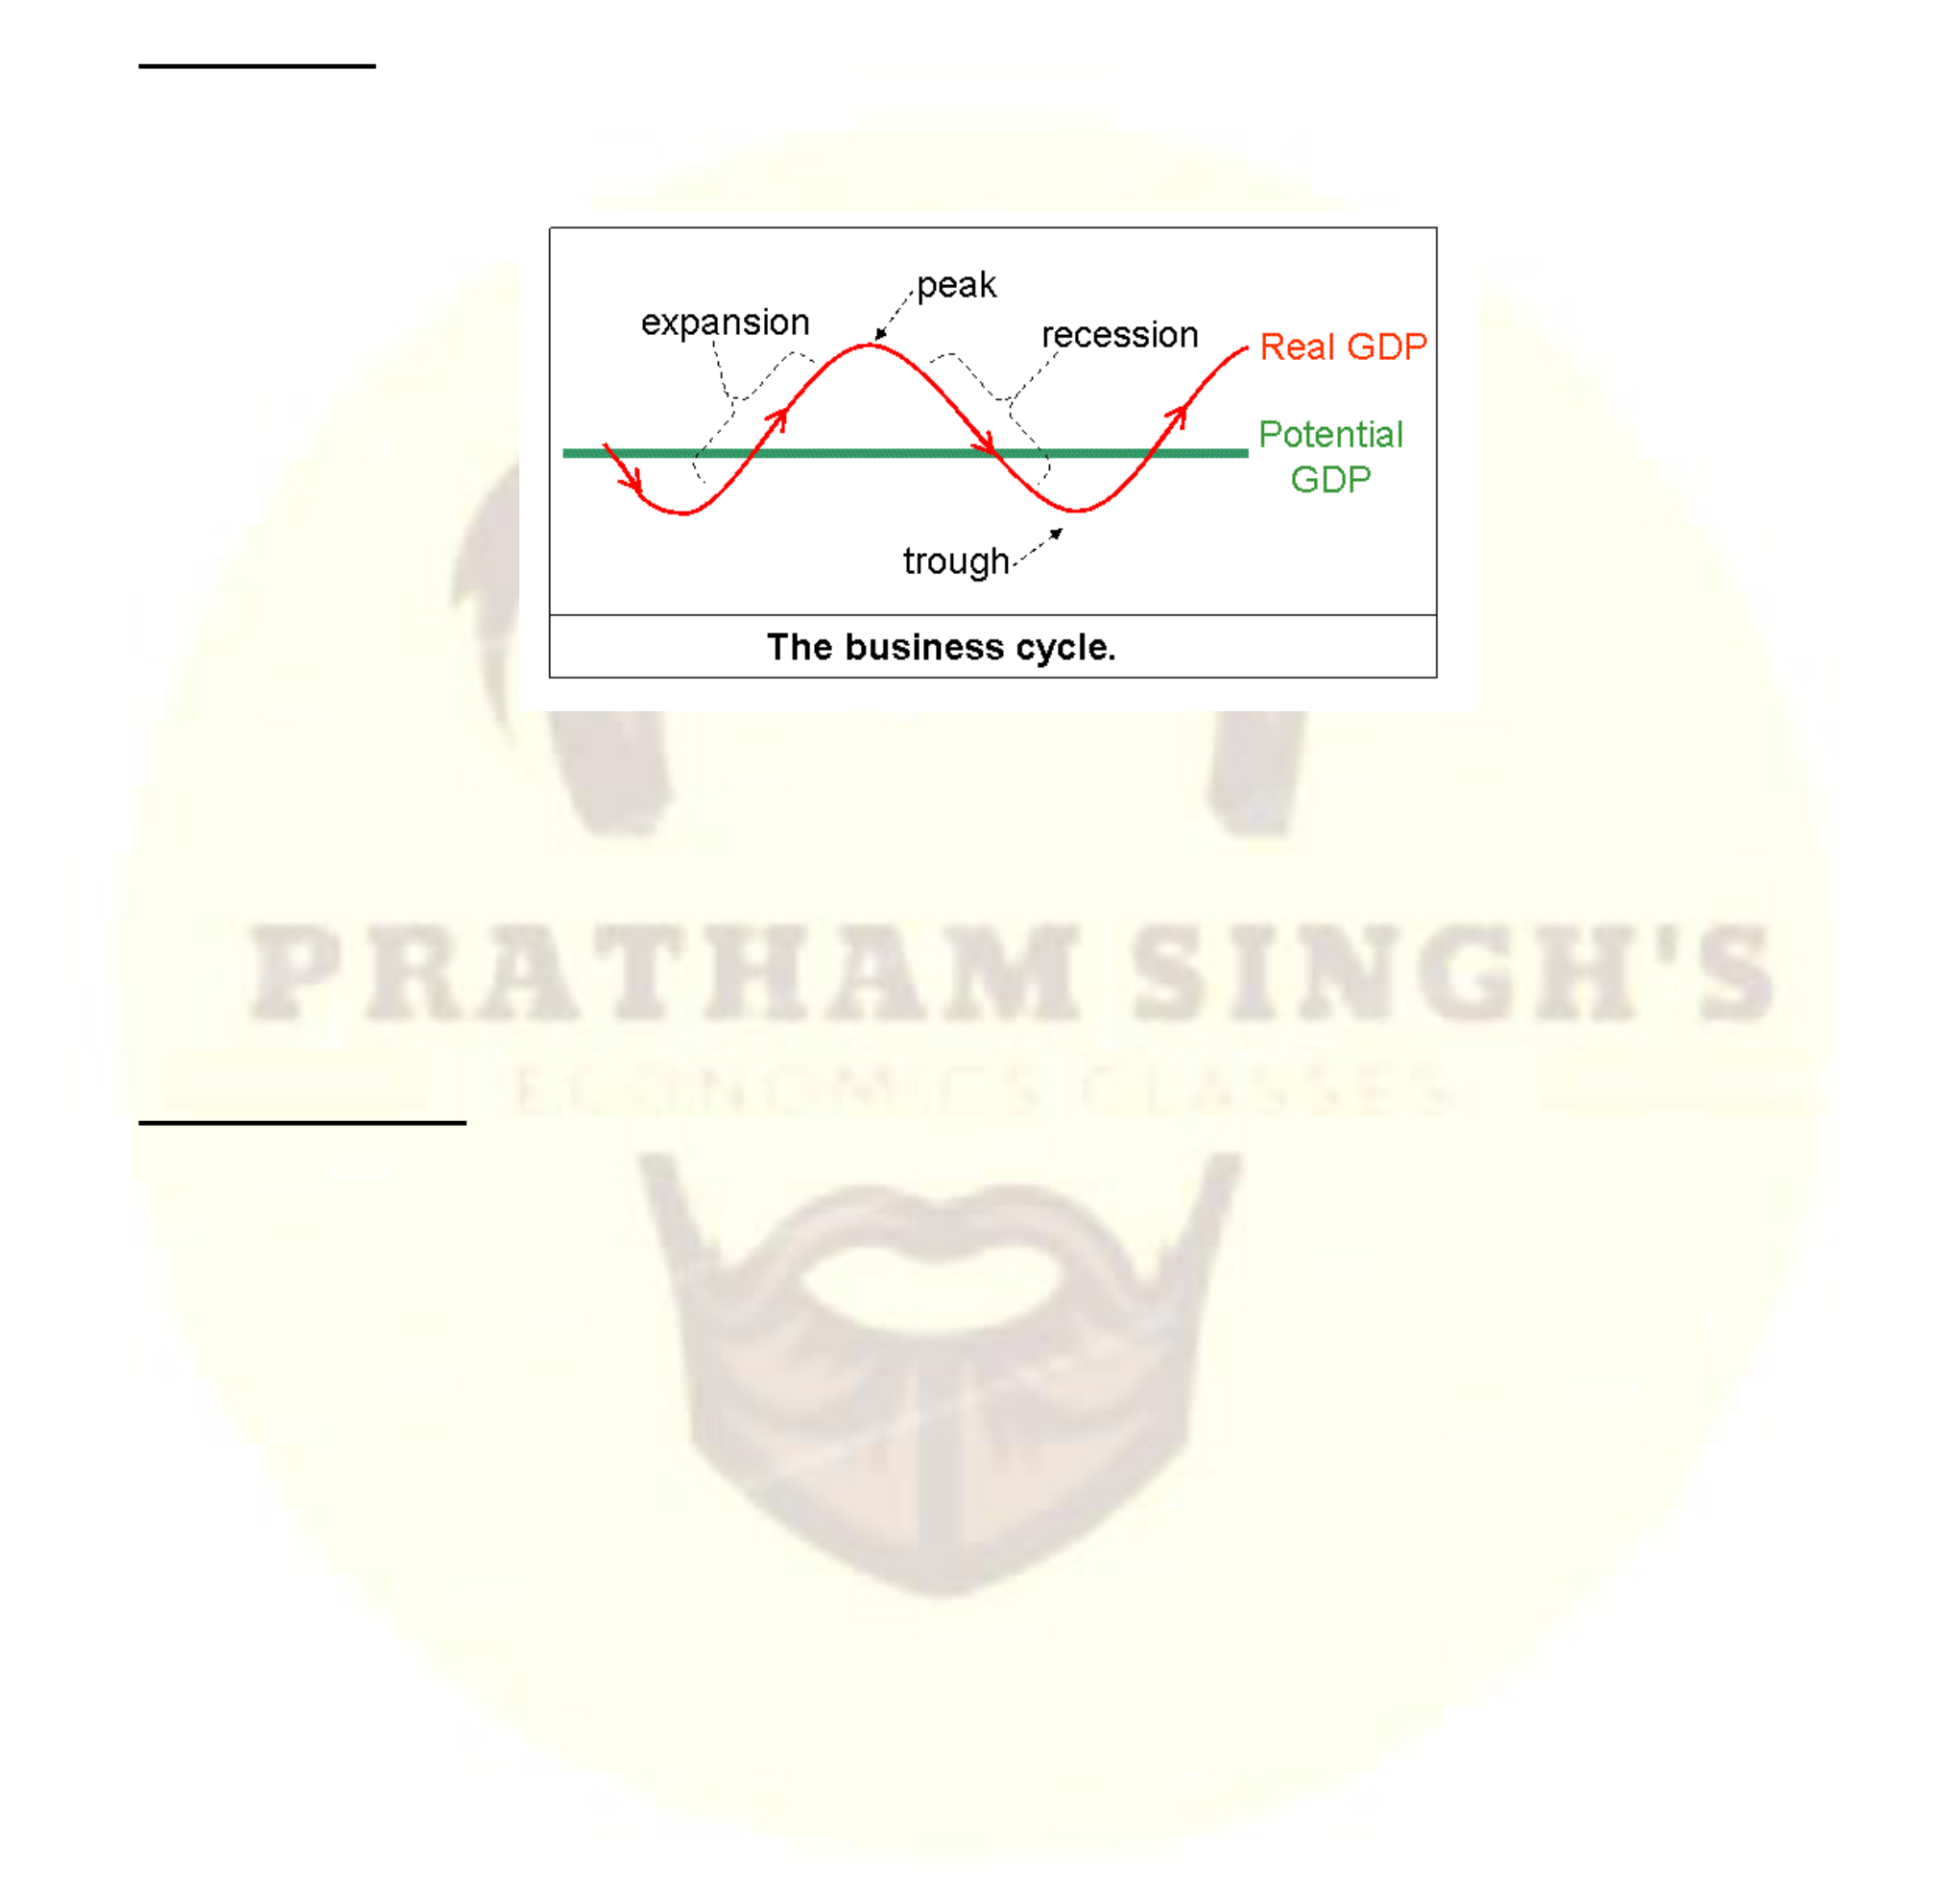 peak
expansion
recession
Real GDP
Potential
GDP
trough
The business cycle.
PRATHAM SINGH'S
ECONOMICS CLASSES